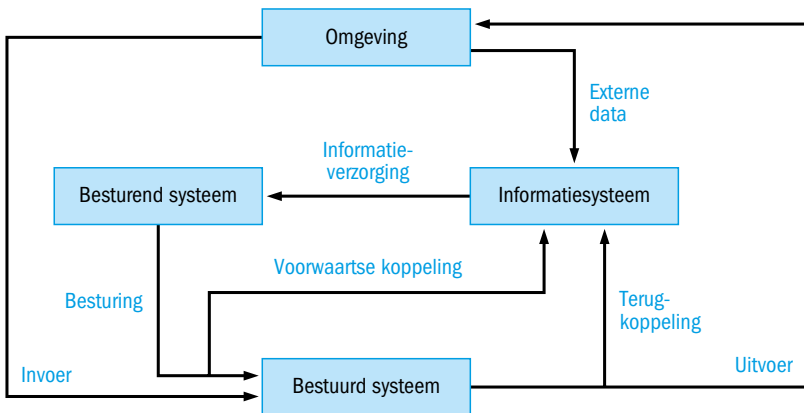 Omgeving
Externe
data
Informatie-
verzorging
Besturend systeem
Informatiesysteem
Voorwaartse koppeling
Besturing
Terug-
koppeling
Invoer
Uitvoer
Bestuurd systeem